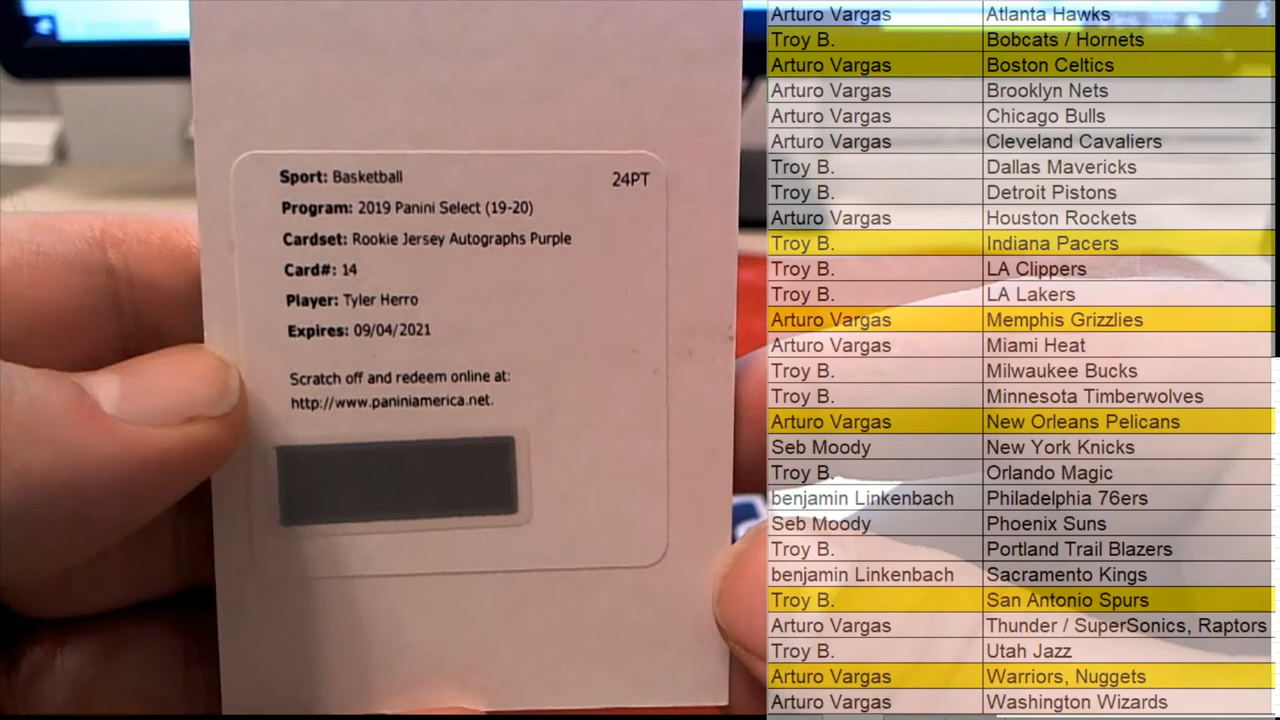 Sport: Basketball 24PT
Program: 2019 Panini Select (19-20)
Cardset: Rookie Jersey Autographs Purple
Card#: 14
Player: Tyler Herro
Expires: 09/04/2021
Scratch off and redeem online at:
http://www.paniniamerica.net.
Arturo Vargas Atlanta Hawks
Troy B. Bobcats / Hornets
Arturo Vargas Boston Celtics
Arturo Vargas Brooklyn Nets
Arturo Vargas Chicago Bulls
Arturo Vargas Cleveland Cavaliers
Troy B. Dallas Mavericks
Troy B. Detroit Pistons
Arturo Vargas Houston Rockets
Troy B. Indiana Pacers
Troy B. LA Clippers
Troy B. LA Lakers
Arturo Vargas Memphis Grizzlies
Arturo Vargas Miami Heat
Troy B. Milwaukee Bucks
Troy B. Minnesota Timberwolves
Arturo Vargas New Orleans Pelicans
Seb Moody New York Knicks
Troy B. Orlando Magic
benjamin Linkenbach Philadelphia 76ers
Seb Moody Phoenix Suns
Troy B. Portland Trail Blazers
benjamin Linkenbach Sacramento Kings
Troy B. San Antonio Spurs
Arturo Vargas Thunder / SuperSonics, Raptors
Troy B. Utah Jazz
Arturo Vargas Warriors, Nuggets
Arturo Vargas Washington Wizards